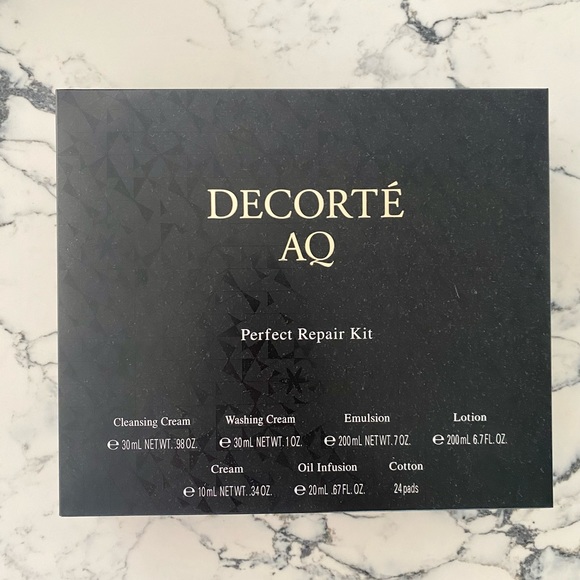 DECORTÉ
AQ
Perfect Repair Kit
Cleansing Cream Washing Cream Emulsion Lotion
℮ 30 mL NET WT. .98 OZ. ℮ 30 mL NET WT. 1 OZ. ℮ 200 mL NET WT. 7 OZ. ℮ 200 mL 6.7 FL. OZ.
Cream Oil Infusion Cotton
℮ 10 mL NET WT. .34 OZ. ℮ 20 mL .67 FL. OZ. 24 pads